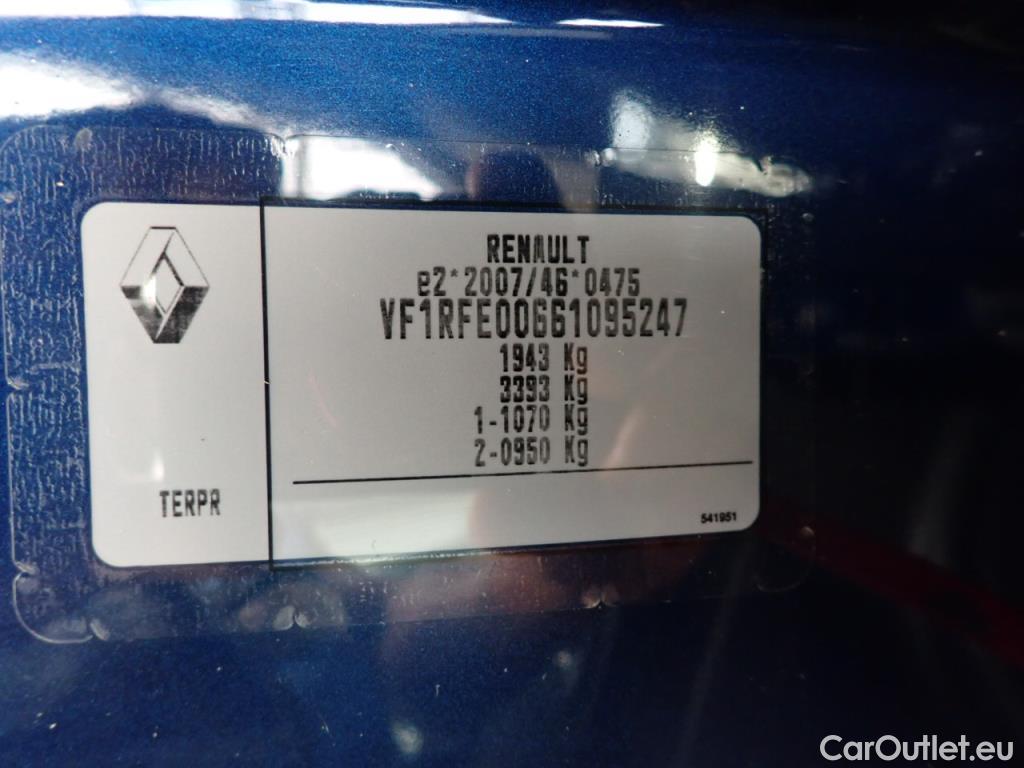 RENAULT
e2*2007/46*0475
VF1RFE00661095247
1943 Kg
3393 Kg
1-1070 Kg
2-0950 Kg
TERPR
541951
CarOutlet.eu